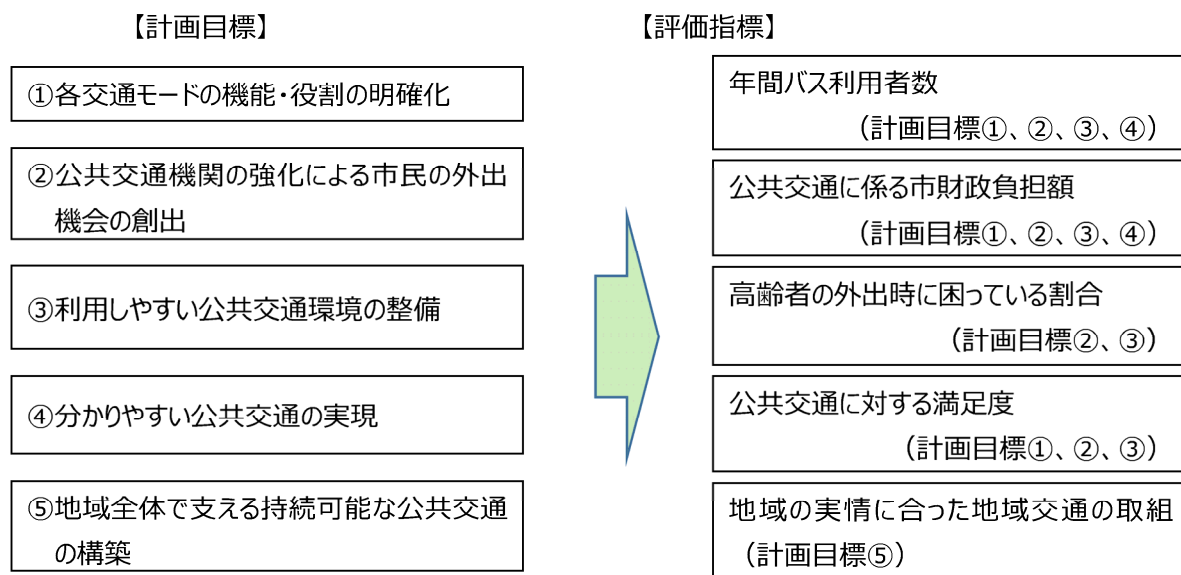 【計画目標】
①各交通モードの機能・役割の明確化
②公共交通機関の強化による市民の外出
機会の創出
③利用しやすい公共交通環境の整備
④分かりやすい公共交通の実現
⑤地域全体で支える持続可能な公共交通
の構築
【評価指標】
年間バス利用者数
（計画目標①、②、③、④）
公共交通に係る市財政負担額
（計画目標①、②、③、④）
高齢者の外出時に困っている割合
（計画目標②、③）
公共交通に対する満足度
（計画目標①、②、③）
地域の実情に合った地域交通の取組
（計画目標⑤）